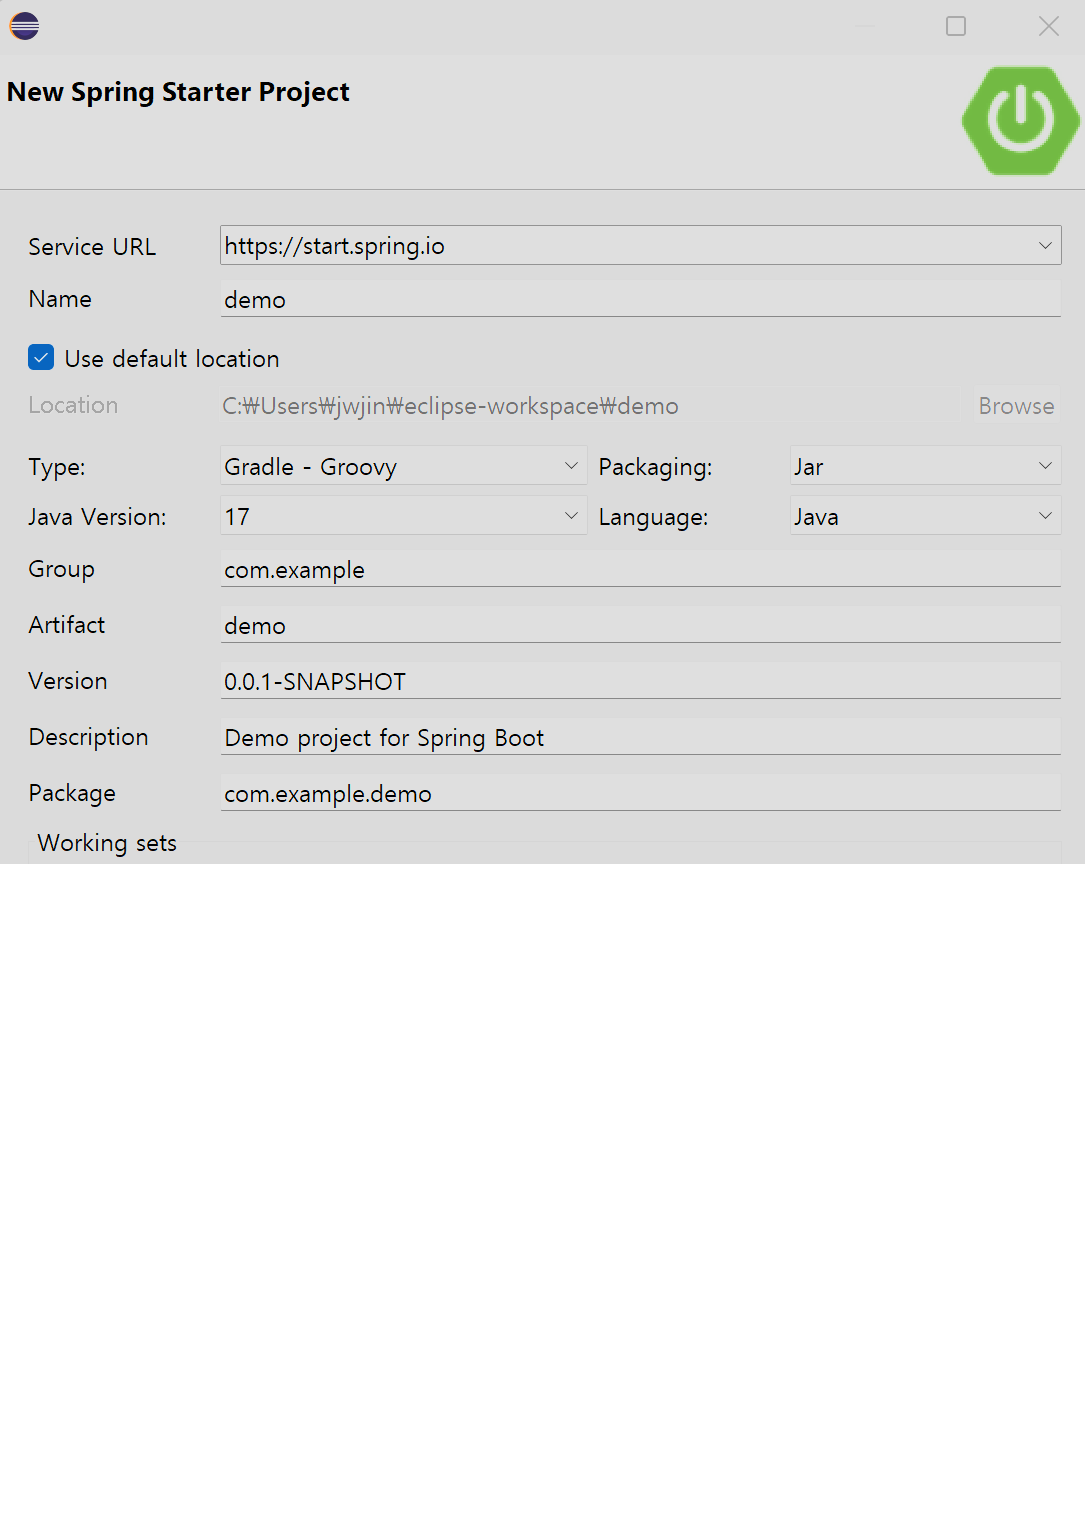 New Spring Starter Project
Service URL https://start.spring.io
Name demo
Use default location
Location C:₩Users₩jwjin₩eclipse-workspace₩demo Browse
Type: Gradle - Groovy Packaging: Jar
Java Version: 17 Language: Java
Group com.example
Artifact demo
Version 0.0.1-SNAPSHOT
Description Demo project for Spring Boot
Package com.example.demo
Working sets